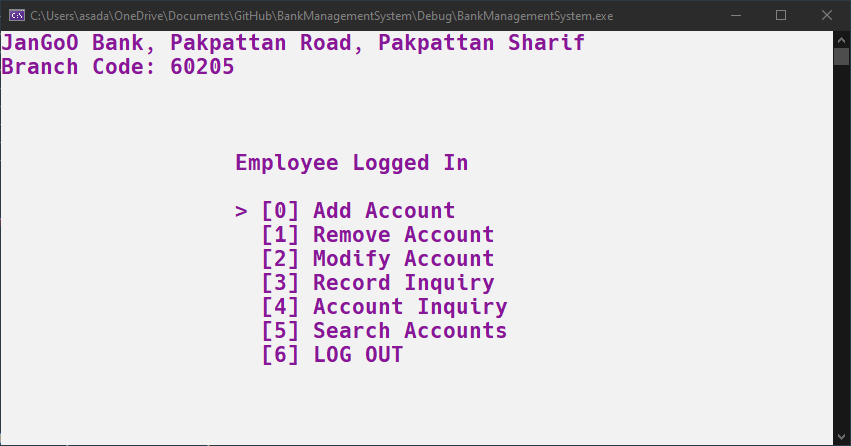 C:\Users\asada\OneDrive\Documents\GitHub\BankManagementSystem\Debug\BankManagementSystem.exe
JanGoO Bank, Pakpattan Road, Pakpattan Sharif
Branch Code: 60205
Employee Logged In
> [0] Add Account
[1] Remove Account
[2] Modify Account
[3] Record Inquiry
[4] Account Inquiry
[5] Search Accounts
[6] LOG OUT